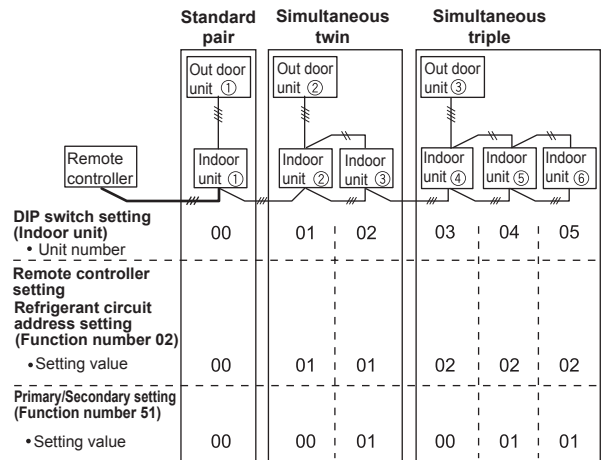 Standard pair
Simultaneous twin
Simultaneous triple
Out door unit ①
Out door unit ②
Out door unit ③
Remote controller
Indoor unit ①
Indoor unit ②
Indoor unit ③
Indoor unit ④
Indoor unit ⑤
Indoor unit ⑥
DIP switch setting
(Indoor unit)
• Unit number
00 01 02 03 04 05
Remote controller
setting
Refrigerant circuit
address setting
(Function number 02)
•Setting value
00 01 01 02 02 02
Primary/Secondary setting
(Function number 51)
•Setting value
00 00 01 00 01 01